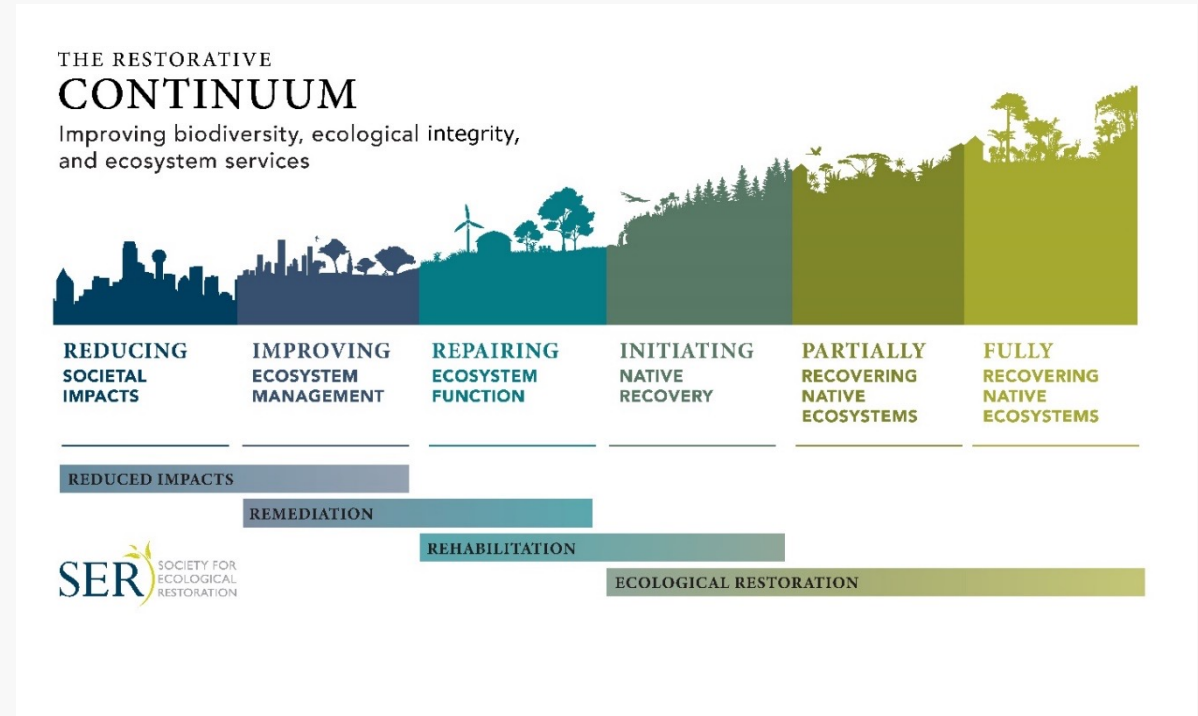 THE RESTORATIVE
CONTINUUM
Improving biodiversity, ecological integrity,
and ecosystem services
REDUCING
SOCIETAL
IMPACTS
IMPROVING
ECOSYSTEM
MANAGEMENT
REPAIRING
ECOSYSTEM
FUNCTION
INITIATING
NATIVE
RECOVERY
PARTIALLY
RECOVERING
NATIVE
ECOSYSTEMS
FULLY
RECOVERING
NATIVE
ECOSYSTEMS
REDUCED IMPACTS
REMEDIATION
REHABILITATION
ECOLOGICAL RESTORATION
SER
SOCIETY FOR
ECOLOGICAL
RESTORATION